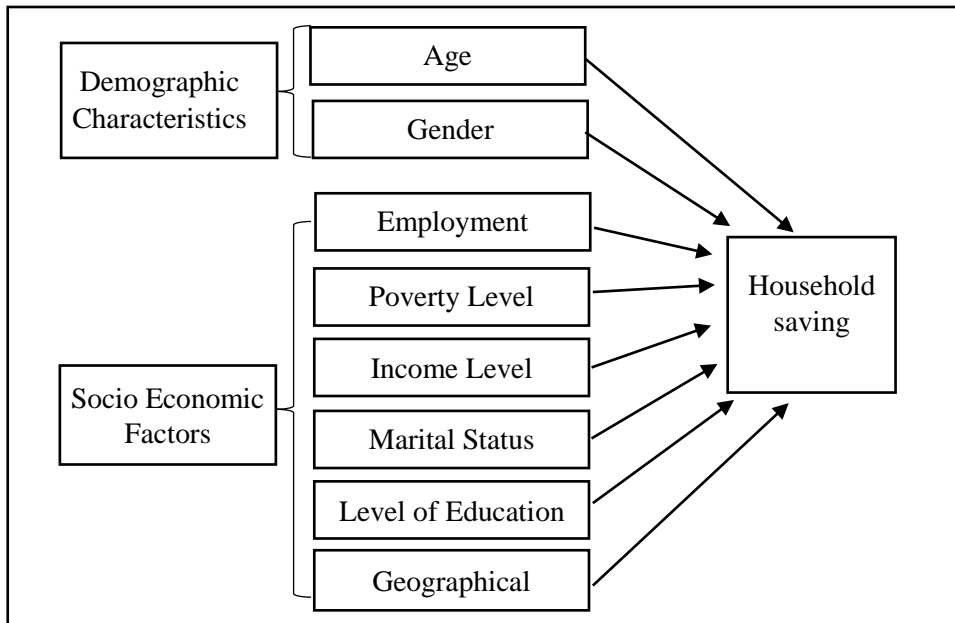 Demographic
Characteristics
Age
Gender
Socio Economic
Factors
Employment
Poverty Level
Income Level
Marital Status
Level of Education
Geographical
Household
saving